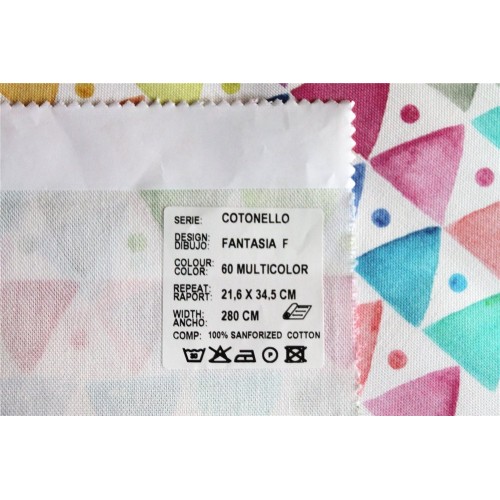 SERIE: COTONELLO
DESIGN:
DIBUJO: FANTASIA F
COLOUR:
COLOR: 60 MULTICOLOR
REPEAT
RAPORT: 21,6 X 34,5 CM
WIDTH:
ANCHO: 280 CM
COMP: 100% SANFORIZED COTTON